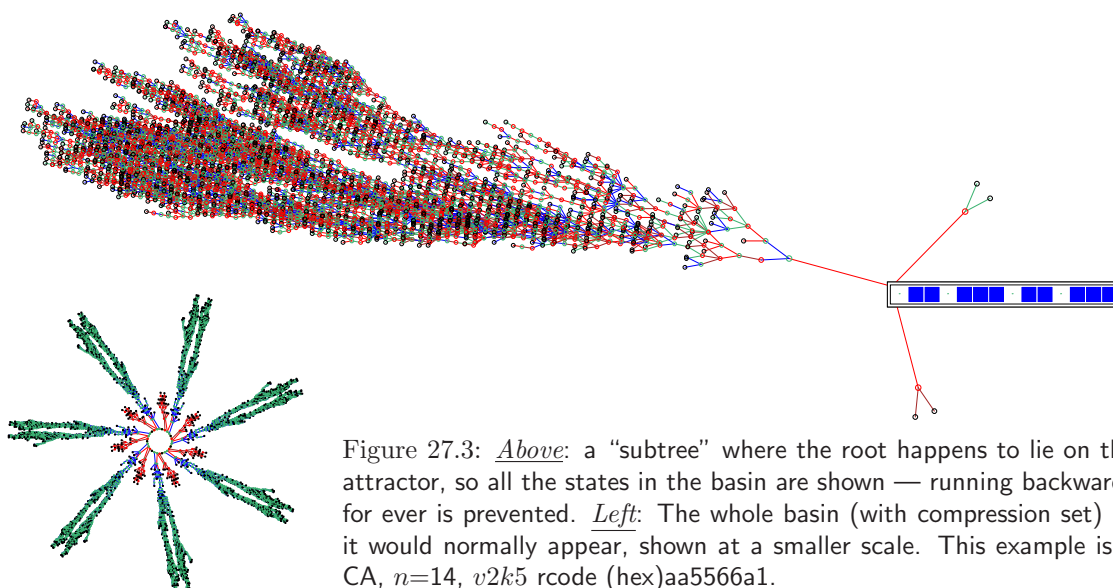 Figure 27.3: Above: a “subtree” where the root happens to lie on th
attractor, so all the states in the basin are shown — running backward
for ever is prevented. Left: The whole basin (with compression set)
it would normally appear, shown at a smaller scale. This example is
CA, n=14, v2k5 rcode (hex)aa5566a1.